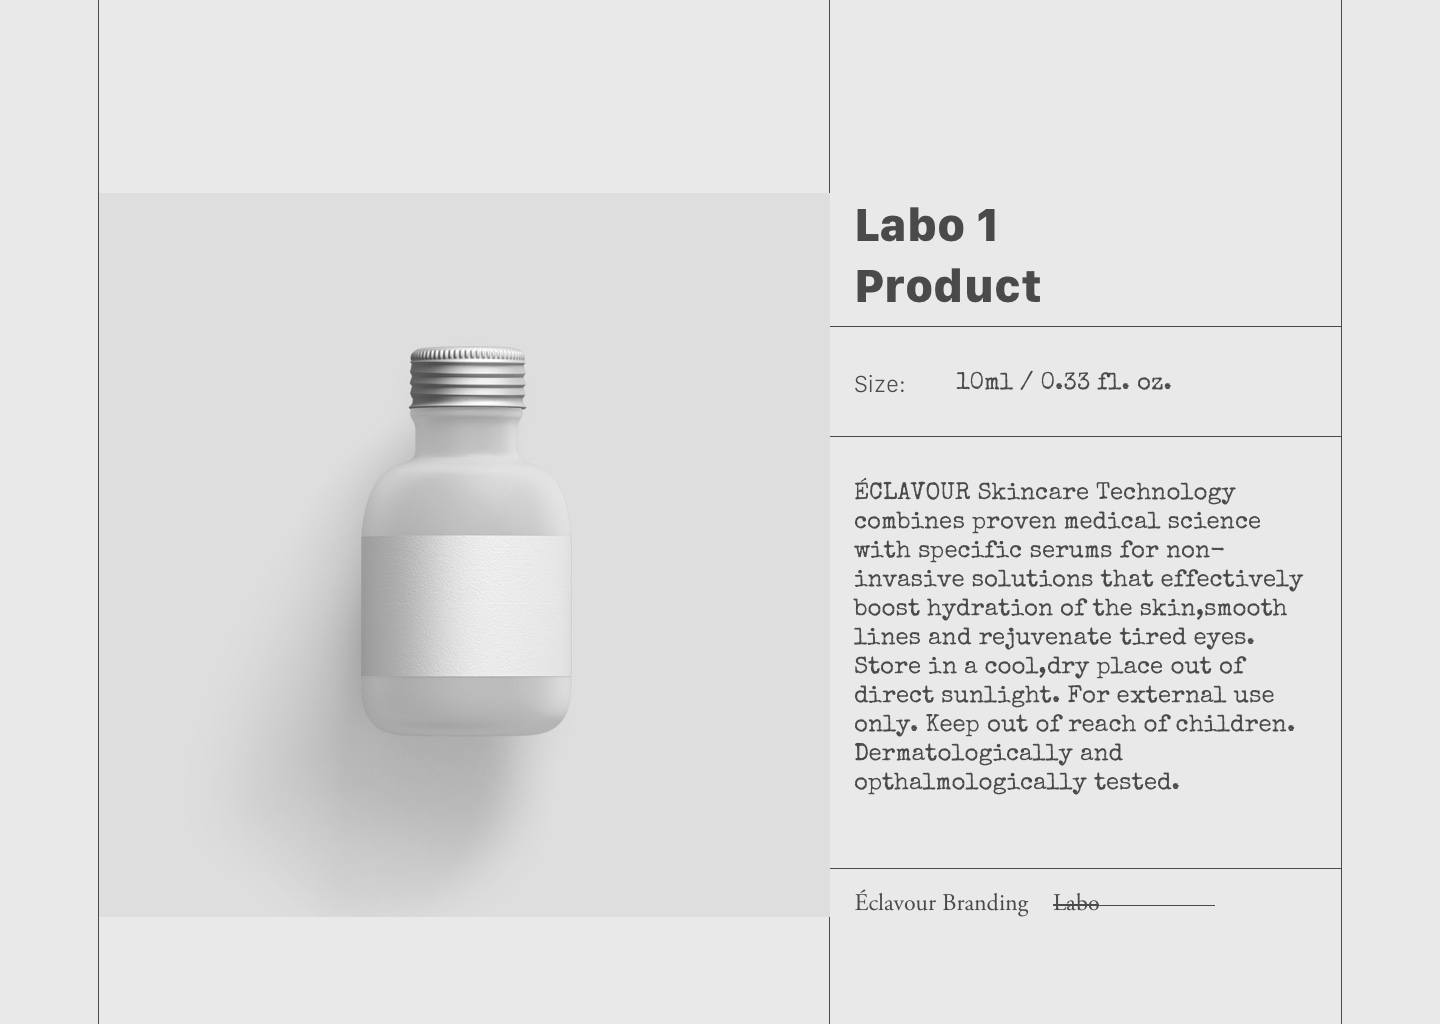 Labo 1
Product
Size: 10ml / 0.33 fl. oz.
ÉCLAVOUR Skincare Technology
combines proven medical science
with specific serums for non-
invasive solutions that effectively
boost hydration of the skin,smooth
lines and rejuvenate tired eyes.
Store in a cool,dry place out of
direct sunlight. For external use
only. Keep out of reach of children.
Dermatologically and
opthalmologically tested.
Éclavour Branding Labo